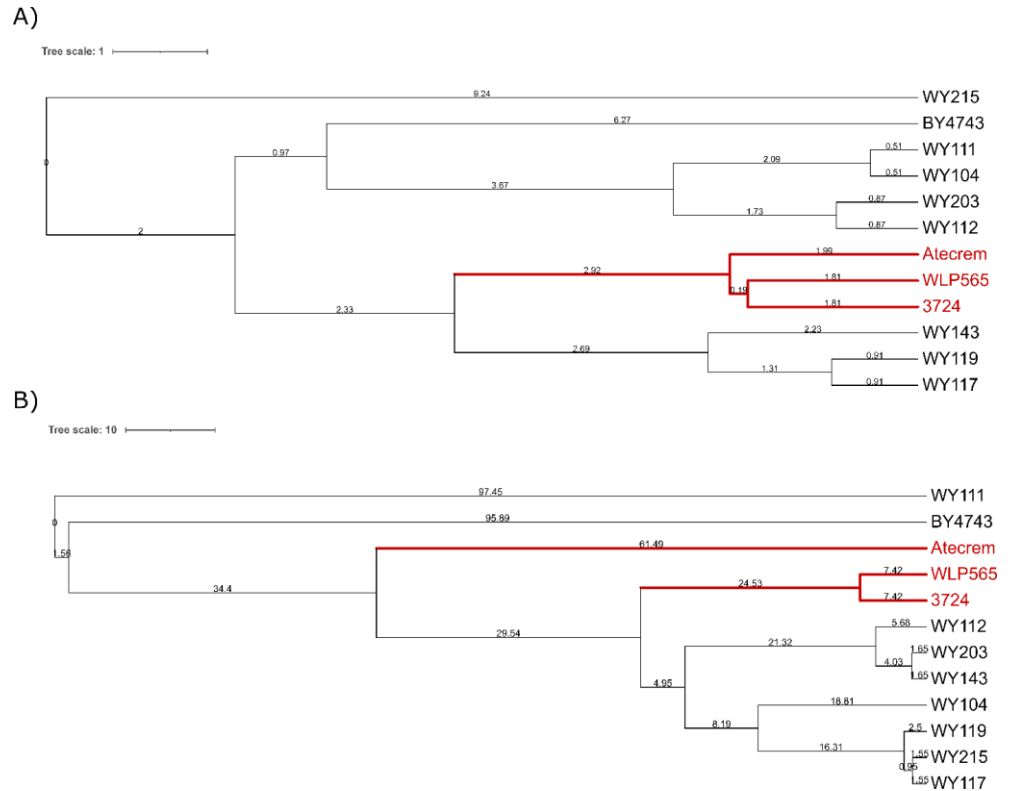 A)
Tree scale: 1
9.24 WY215
6.27 BY4743
0.97
0.51 WY111
2.09
0
0.51 WY104
3.67
0.87 WY203
1.73
0.87 WY112
2
1.99 Atecrem
2.92
1.81 WLP565
0.19
1.81 3724
2.33
2.23 WY143
2.69
0.91 WY119
1.31
0.91 WY117
B)
Tree scale: 10
97.45 WY111
0
95.89 BY4743
1.56
61.49 Atecrem
34.4
7.42 WLP565
24.53
7.42 3724
29.54
5.68 WY112
21.32
1.65 WY203
4.03
1.65 WY143
4.95
18.81 WY104
8.19
2.5 WY119
16.31
1.55 WY215
0.95
1.55 WY117